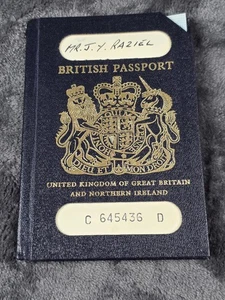 MR. J. Y. RAZIEL
BRITISH PASSPORT
DIEU ET MON DROIT
UNITED KINGDOM OF GREAT BRITAIN
AND NORTHERN IRELAND
C 645436 D